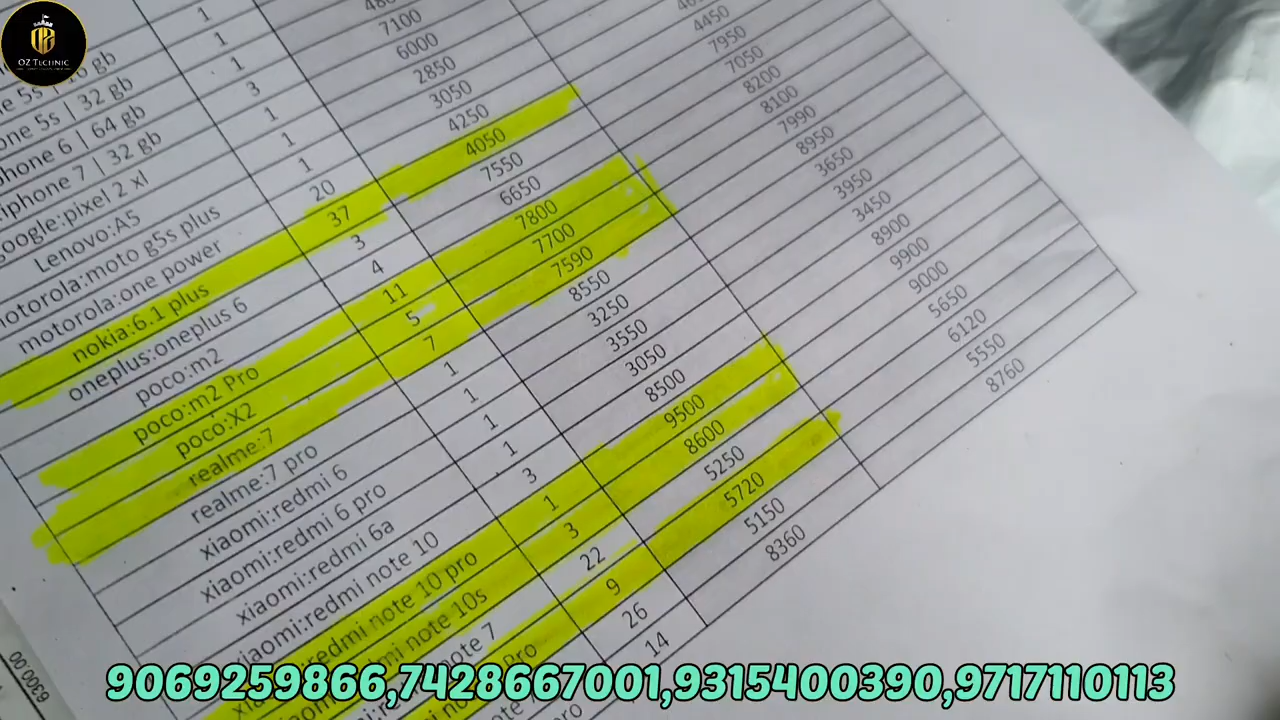 OZ TECHNIC
gb 1
5s | 32 gb 1
phone 6 | 64 gb 1
iphone 7 | 32 gb 3 7100
google:pixel 2 xl 1 6000
Lenovo:A5 1 2850
motorola:moto g5s plus 1 3050
motorola:one power 20 4250
nokia:6.1 plus 37 4050 4450
oneplus:oneplus 6 3 7550 7950
poco:m2 4 6650 7050
poco:m2 Pro 11 7800 8200
poco:X2 5 7700 8100
realme:7 7 7590 7990
realme:7 pro 1 8550 8950
xiaomi:redmi 6 1 3250 3650
xiaomi:redmi 6 pro 1 3550 3950
xiaomi:redmi 6a 1 3050 3450
xiaomi:redmi note 10 3 8500 8900
xiaomi:redmi note 10 pro 1 9500 9900
note 10s 3 8600 9000
note 7 22 5250 5650
Pro 9 5720 6120
26 5150 5550
pro 14 8360 8760
6300.00
9069259866,7428667001,9315400390,9717110113